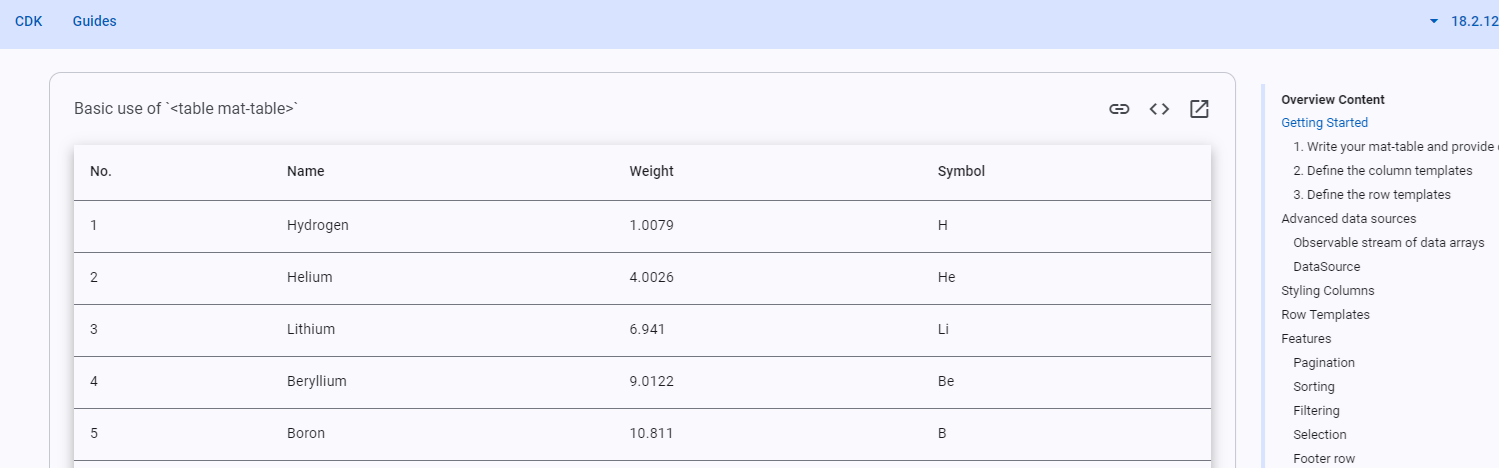 CDK Guides 18.2.12
Basic use of `<table mat-table>`
No. Name Weight Symbol
1 Hydrogen 1.0079 H
2 Helium 4.0026 He
3 Lithium 6.941 Li
4 Beryllium 9.0122 Be
5 Boron 10.811 B
Overview Content
Getting Started
1. Write your mat-table and provide
2. Define the column templates
3. Define the row templates
Advanced data sources
Observable stream of data arrays
DataSource
Styling Columns
Row Templates
Features
Pagination
Sorting
Filtering
Selection
Footer row